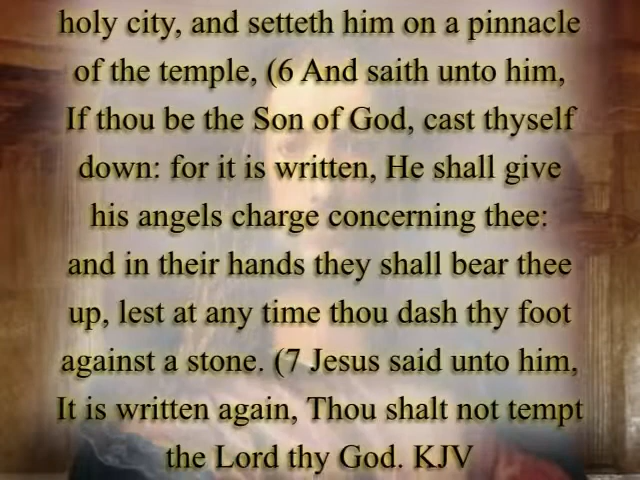 holy city, and setteth him on a pinnacle
of the temple, (6 And saith unto him,
If thou be the Son of God, cast thyself
down: for it is written, He shall give
his angels charge concerning thee:
and in their hands they shall bear thee
up, lest at any time thou dash thy foot
against a stone. (7 Jesus said unto him,
It is written again, Thou shalt not tempt
the Lord thy God. KJV